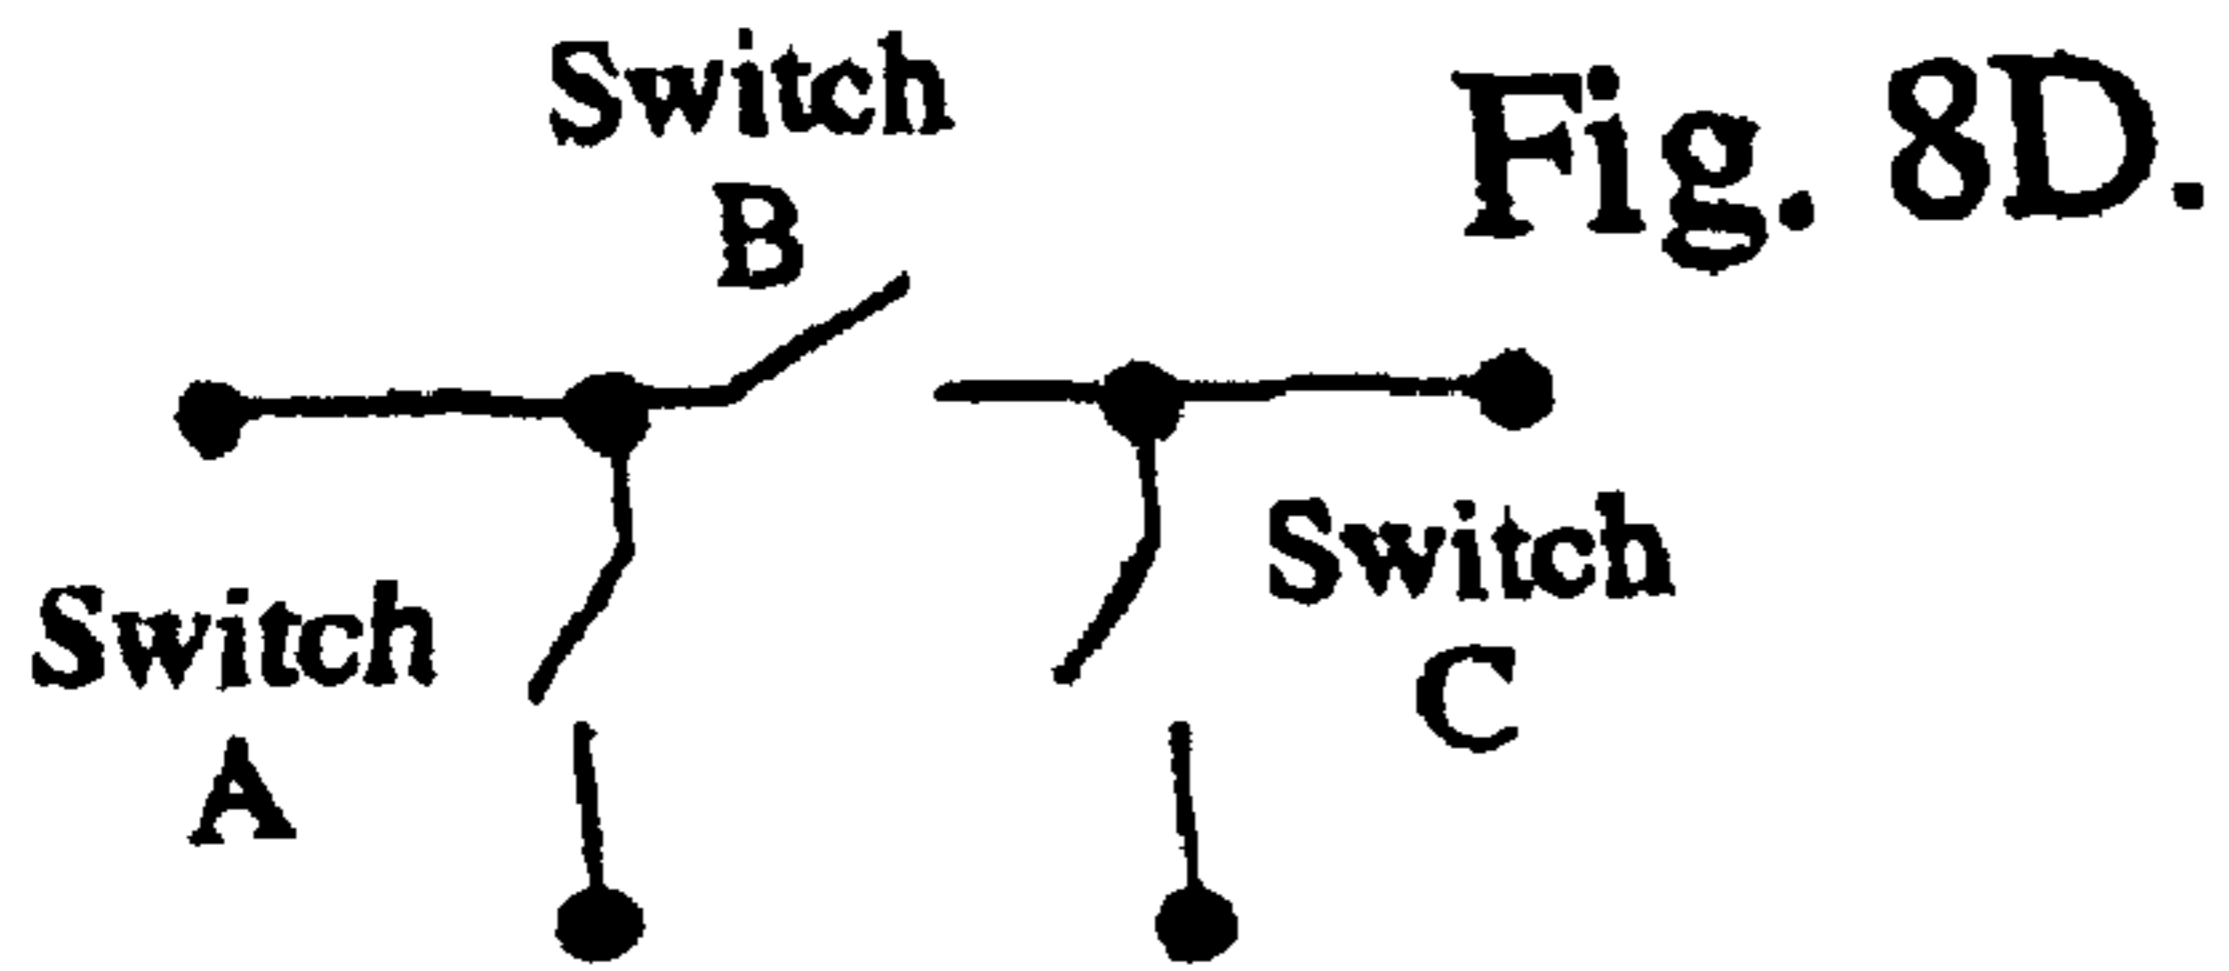 Switch
B
Fig. 8D.
Switch
A
Switch
C